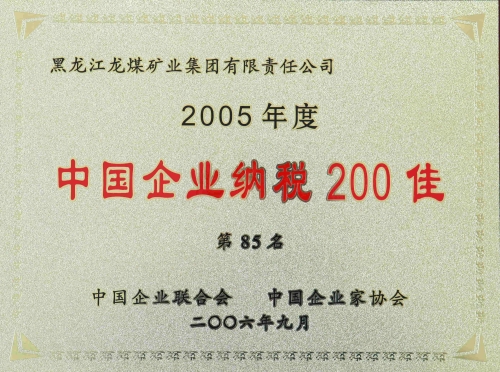 黑龙江龙煤矿业集团有限责任公司
2005年度
中国企业纳税200佳
第85名
中国企业联合会 中国企业家协会
二〇〇六年九月